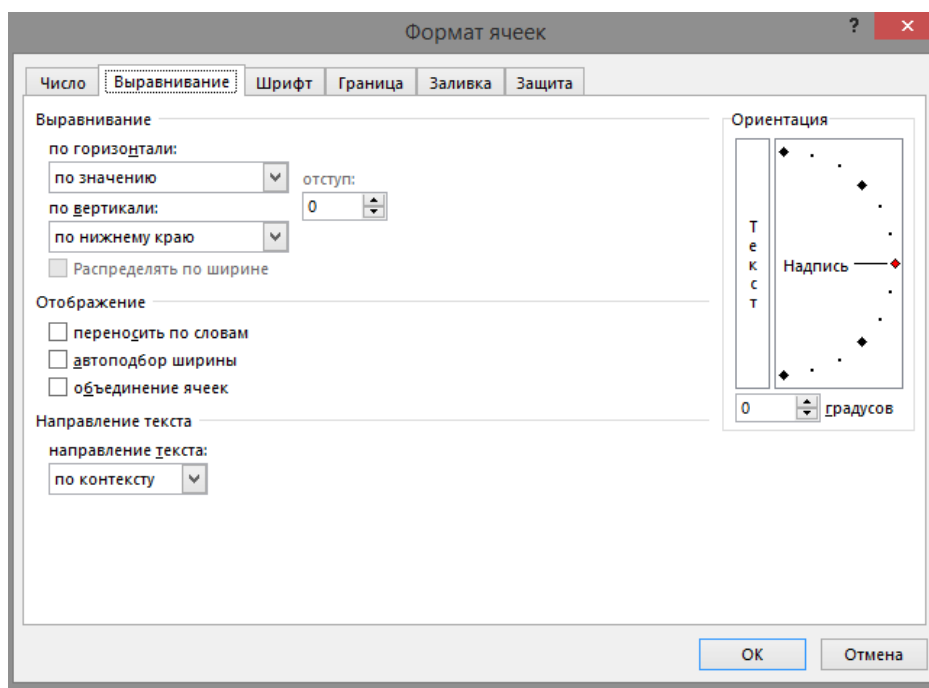 Формат ячеек ?
Число Выравнивание Шрифт Граница Заливка Защита
Выравнивание
по горизонтали:
по значению
отступ:
0
по вертикали:
по нижнему краю
Распределять по ширине
Отображение
переносить по словам
автоподбор ширины
объединение ячеек
Направление текста
направление текста:
по контексту
Ориентация
Текст
Надпись
0 градусов
ОК Отмена